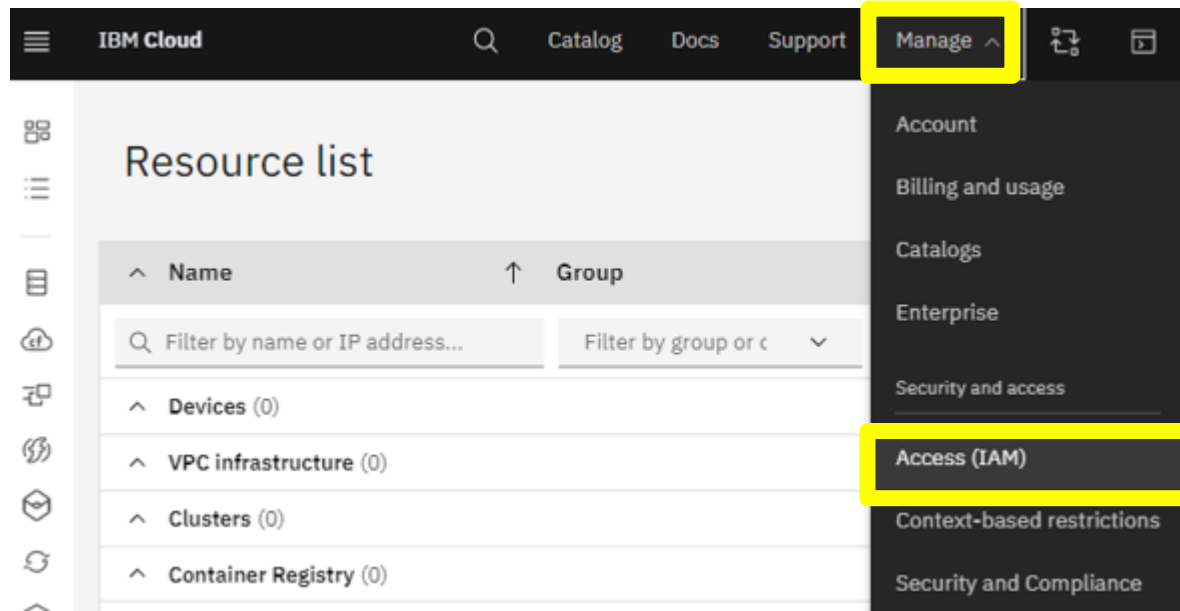 IBM Cloud Catalog Docs Support Manage
Resource list
Name Group
Filter by name or IP address... Filter by group or c
Devices (0)
VPC infrastructure (0)
Clusters (0)
Container Registry (0)
Account
Billing and usage
Catalogs
Enterprise
Security and access
Access (IAM)
Context-based restrictions
Security and Compliance
cf